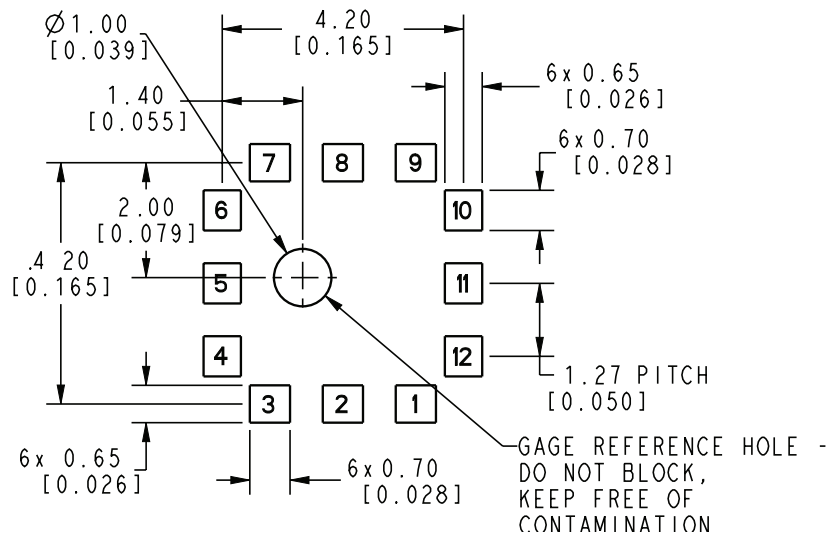 Ø1.00
[0.039]
4.20
[0.165]
6x 0.65
[0.026]
1.40
[0.055]
6x 0.70
[0.028]
7 8 9
2.00
[0.079]
6
10
.4 20
[0.165]
5
11
4
12
1.27 PITCH
[0.050]
3 2 1
6x 0.65
[0.026]
6x 0.70
[0.028]
GAGE REFERENCE HOLE -
DO NOT BLOCK,
KEEP FREE OF
CONTAMINATION